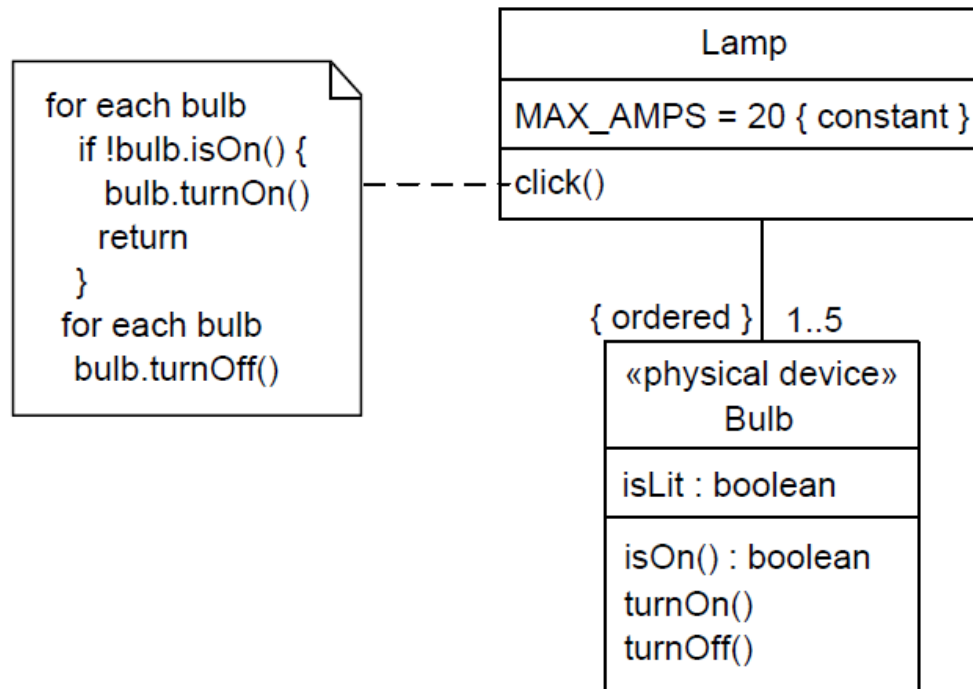 for each bulb
if !bulb.isOn() {
bulb.turnOn()
return
}
for each bulb
bulb.turnOff()
Lamp
MAX_AMPS = 20 { constant }
click()
{ ordered } 1..5
«physical device»
Bulb
isLit : boolean
isOn() : boolean
turnOn()
turnOff()